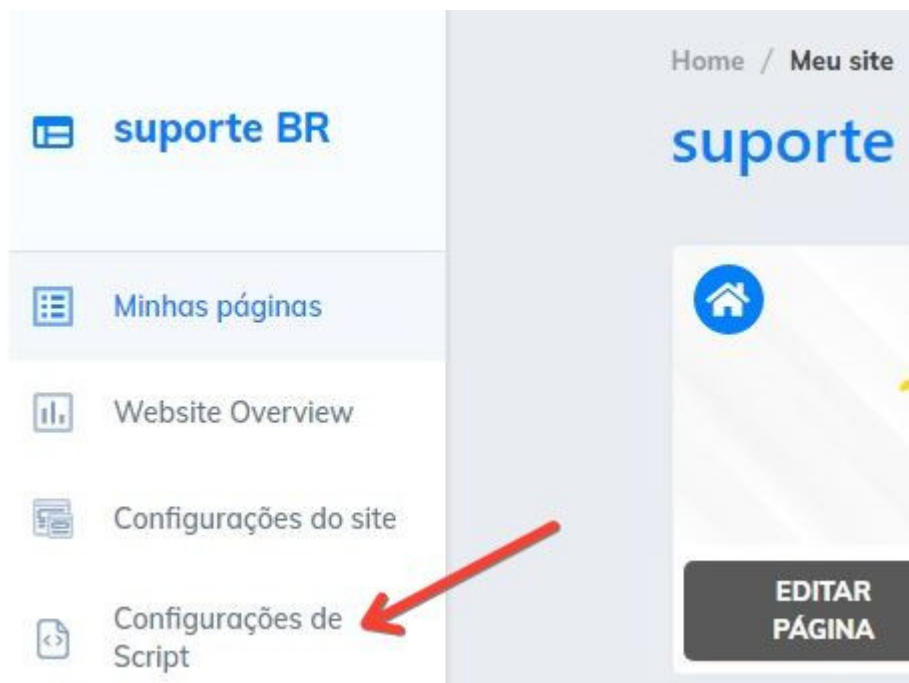 Home / Meu site
suporte BR
suporte
Minhas páginas
Website Overview
Configurações do site
Configurações de
Script
EDITAR
PÁGINA